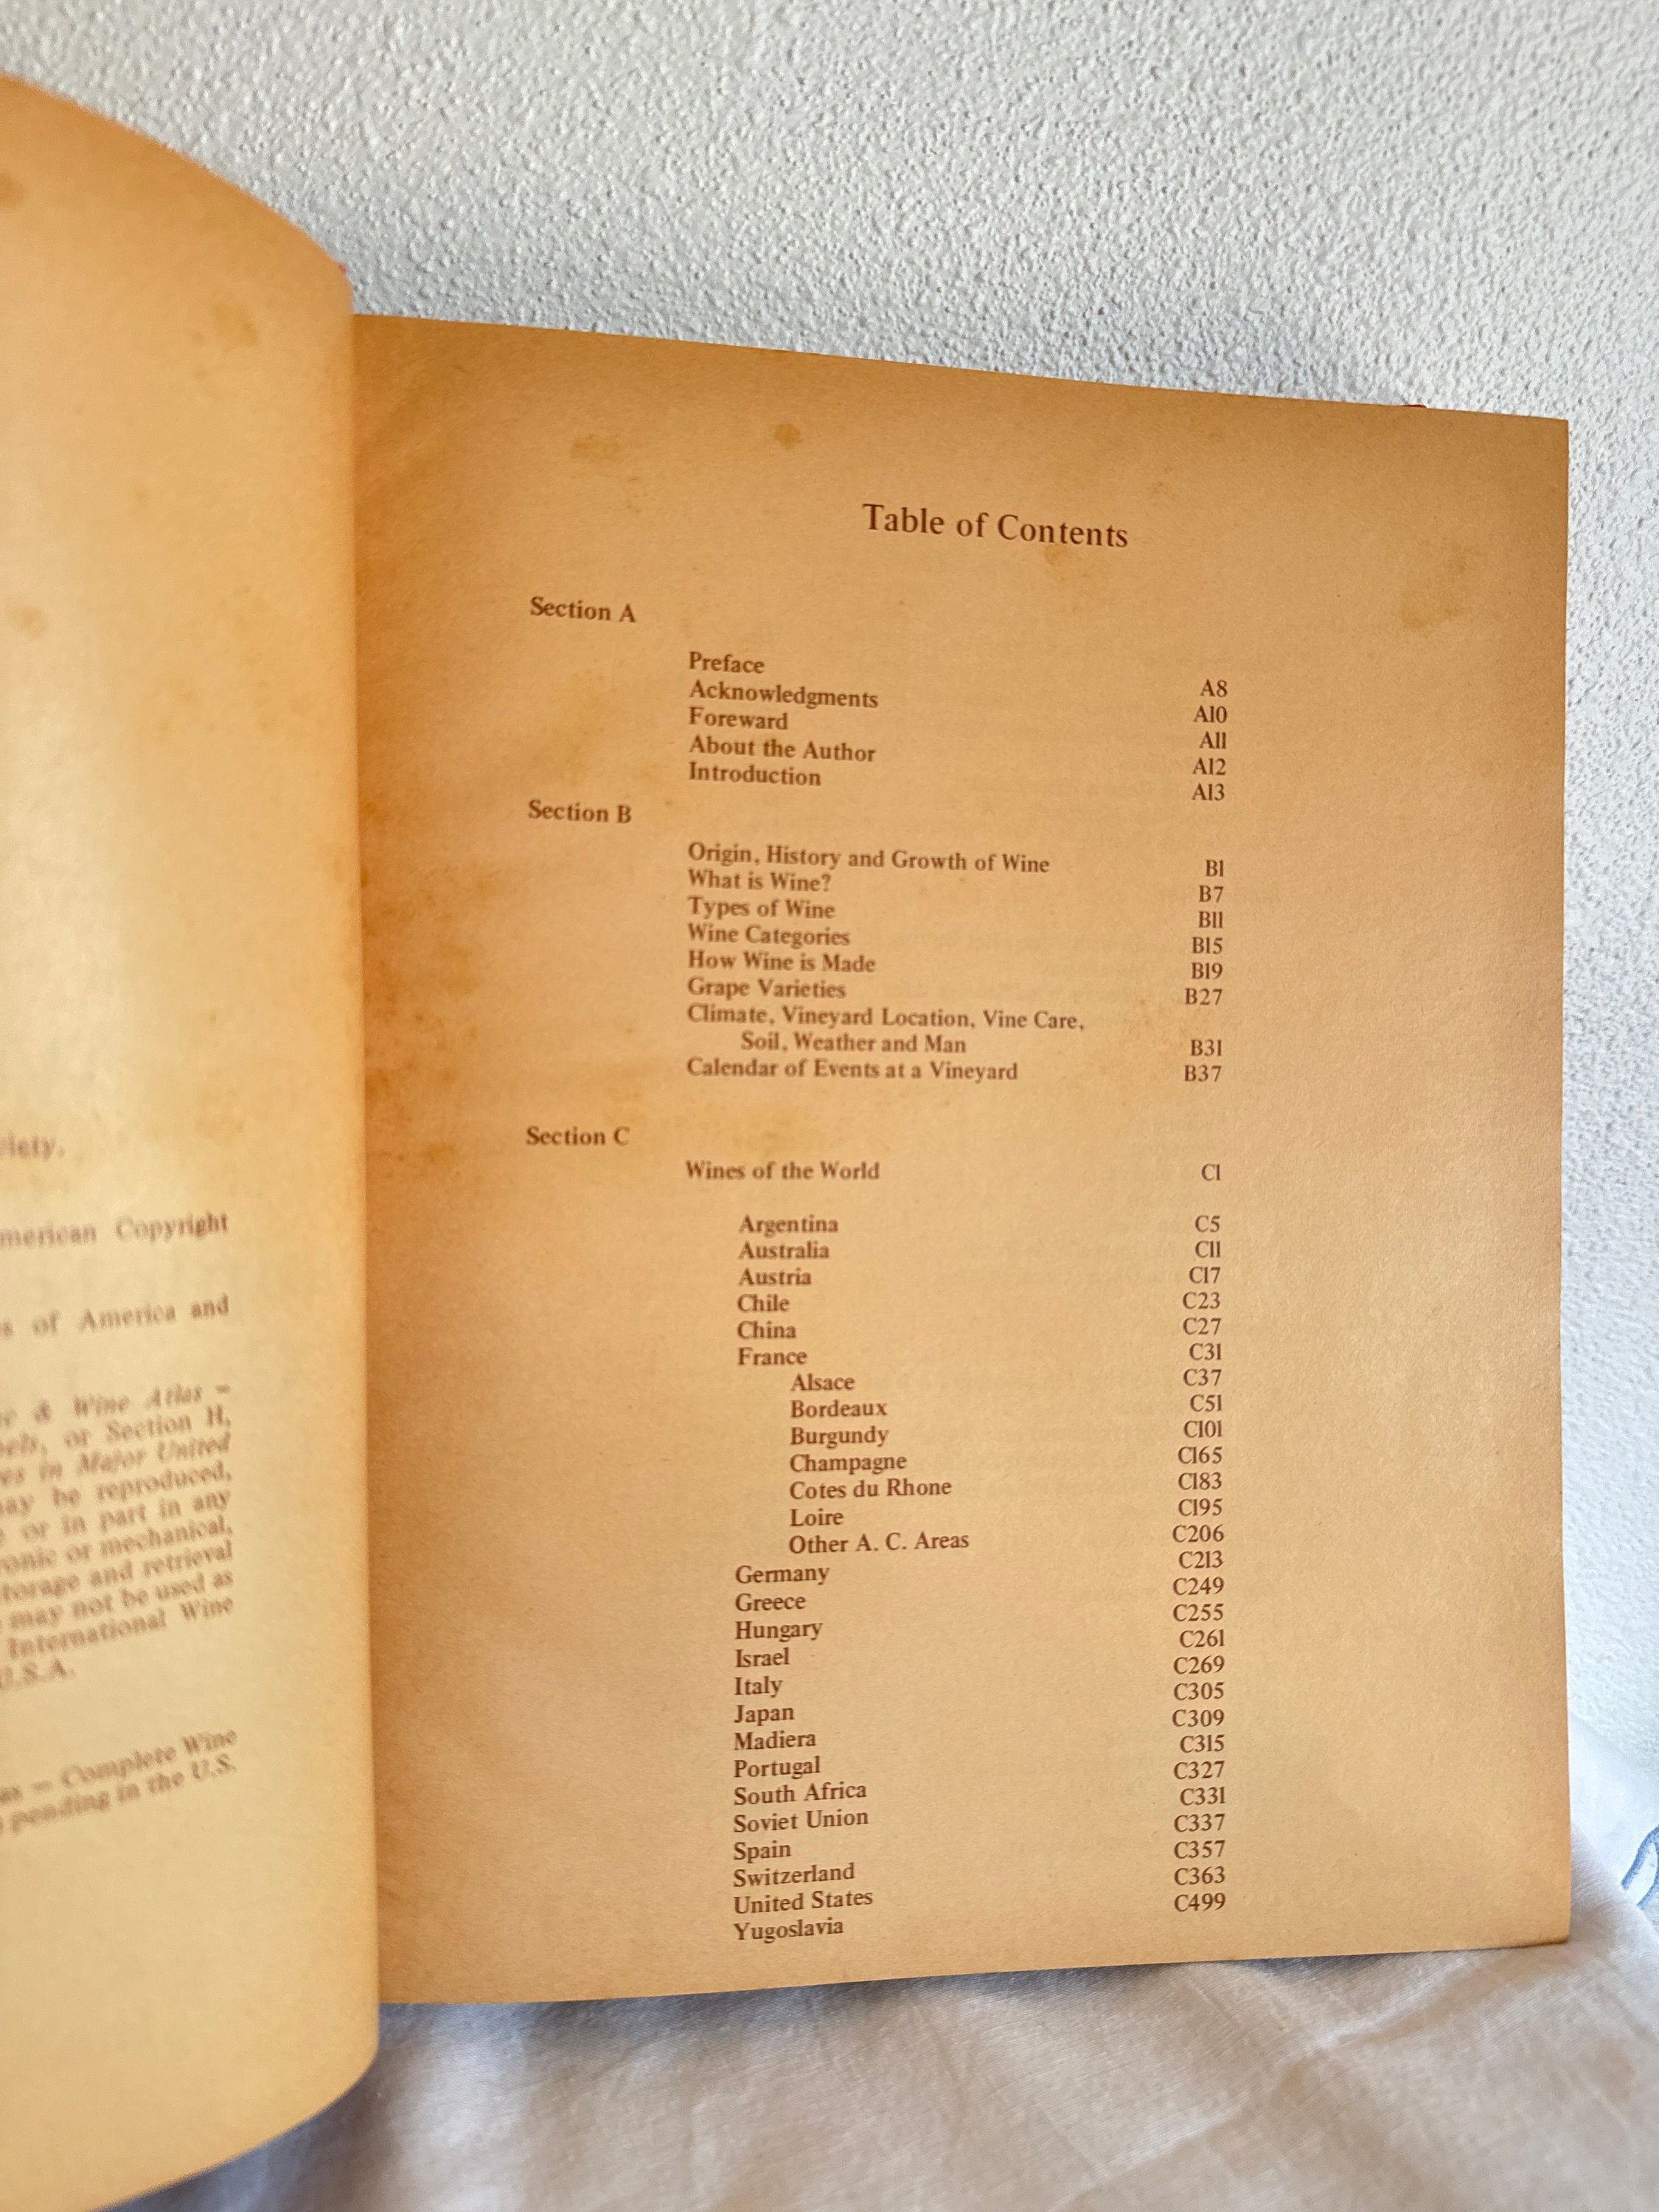 American Copyright
of America and
& Wine Atlas –
or Section H,
in Major United
may be reproduced,
or in part in any
or mechanical,
storage and retrieval
may not be used as
International Wine
U.S.A.
– Complete Wine
pending in the U.S.
Table of Contents
Section A
Preface A8
Acknowledgments A10
Foreward A11
About the Author A12
Introduction A13
Section B
Origin, History and Growth of Wine B1
What is Wine? B7
Types of Wine B11
Wine Categories B15
How Wine is Made B19
Grape Varieties B27
Climate, Vineyard Location, Vine Care,
Soil, Weather and Man B31
Calendar of Events at a Vineyard B37
Section C
Wines of the World C1
Argentina C5
Australia C11
Austria C17
Chile C23
China C27
France C31
Alsace C37
Bordeaux C51
Burgundy C101
Champagne C165
Cotes du Rhone C183
Loire C195
Other A. C. Areas C206
Germany C213
Greece C249
Hungary C255
Israel C261
Italy C269
Japan C305
Madiera C309
Portugal C315
South Africa C327
Soviet Union C331
Spain C337
Switzerland C357
United States C363
Yugoslavia C499